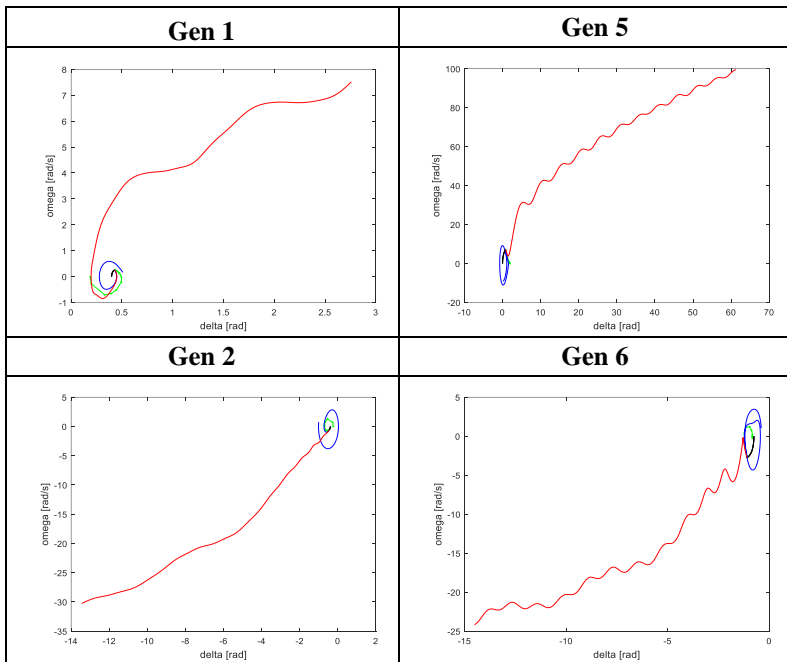 Gen 1
Gen 5
8
7
6
5
4
3
2
1
0
-1
omega [rad/s]
0 0.5 1 1.5 2 2.5 3
delta [rad]
100
80
60
40
20
0
-20
omega [rad/s]
-10 0 10 20 30 40 50 60 70
delta [rad]
Gen 2
Gen 6
5
0
-5
-10
-15
-20
-25
-30
-35
omega [rad/s]
-14 -12 -10 -8 -6 -4 -2 0 2
delta [rad]
5
0
-5
-10
-15
-20
-25
omega [rad/s]
-10 -5 0
delta [rad]